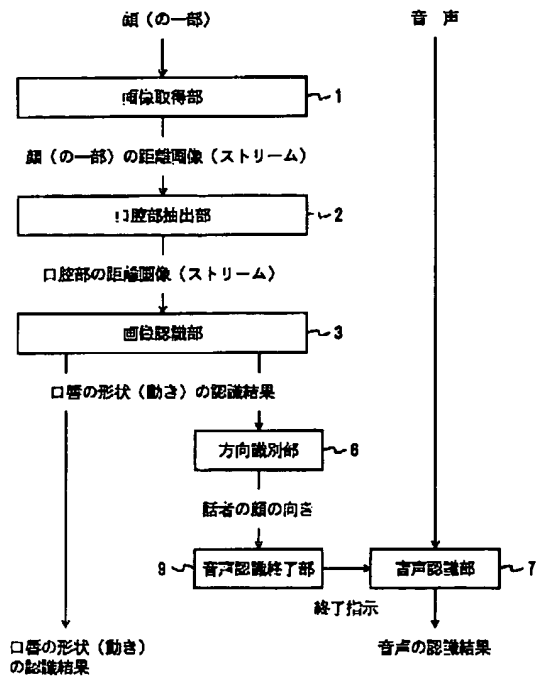 顔（の一部）
音 声
画像取得部
1
顔（の一部）の距離画像（ストリーム）
口腔部抽出部
2
口腔部の距離画像（ストリーム）
画像認識部
3
口唇の形状（動き）の認識結果
方向識別部
6
話者の顔の向き
9
音声認識終了部
音声認識部
7
終了指示
口唇の形状（動き）
の認識結果
音声の認識結果